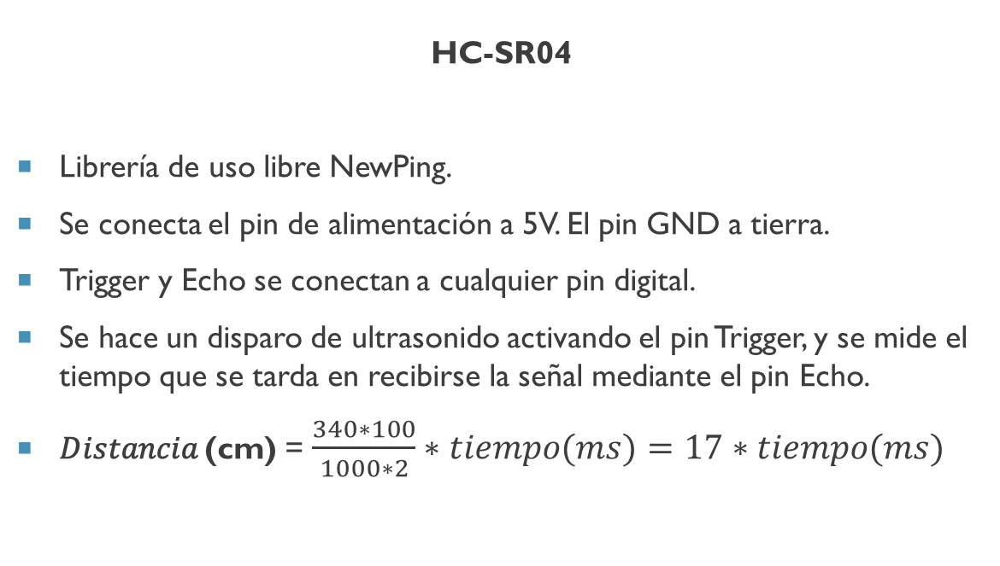 HC-SR04
Librería de uso libre NewPing.
Se conecta el pin de alimentación a 5V. El pin GND a tierra.
Trigger y Echo se conectan a cualquier pin digital.
Se hace un disparo de ultrasonido activando el pin Trigger, y se mide el
tiempo que se tarda en recibirse la señal mediante el pin Echo.
Distancia (cm) = \frac{340*100}{1000*2} * tiempo(ms) = 17 * tiempo(ms)